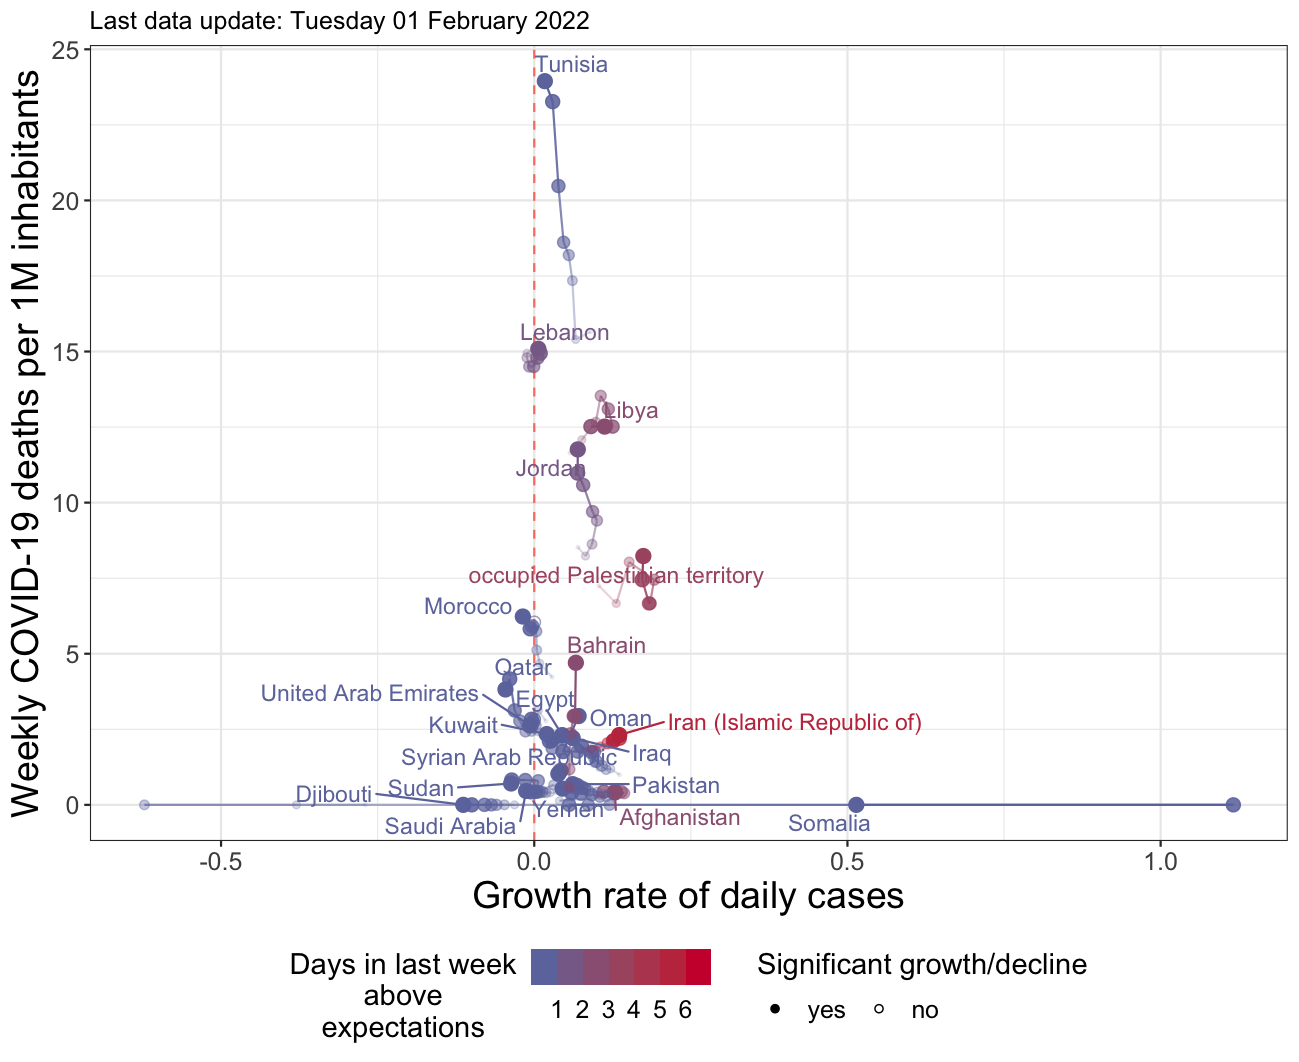 Last data update: Tuesday 01 February 2022
Weekly COVID-19 deaths per 1M inhabitants
25
20
15
10
5
0
Tunisia
Lebanon
Libya
Jordan
occupied Palestinian territory
Morocco
Bahrain
Qatar
United Arab Emirates
Egypt
Oman
Iran (Islamic Republic of)
Kuwait
Iraq
Syrian Arab Republic
Sudan
Pakistan
Djibouti
Yemen
Afghanistan
Saudi Arabia
Somalia
-0.5
0.0
0.5
1.0
Growth rate of daily cases
Days in last week
above
expectations
1 2 3 4 5 6
Significant growth/decline
yes no